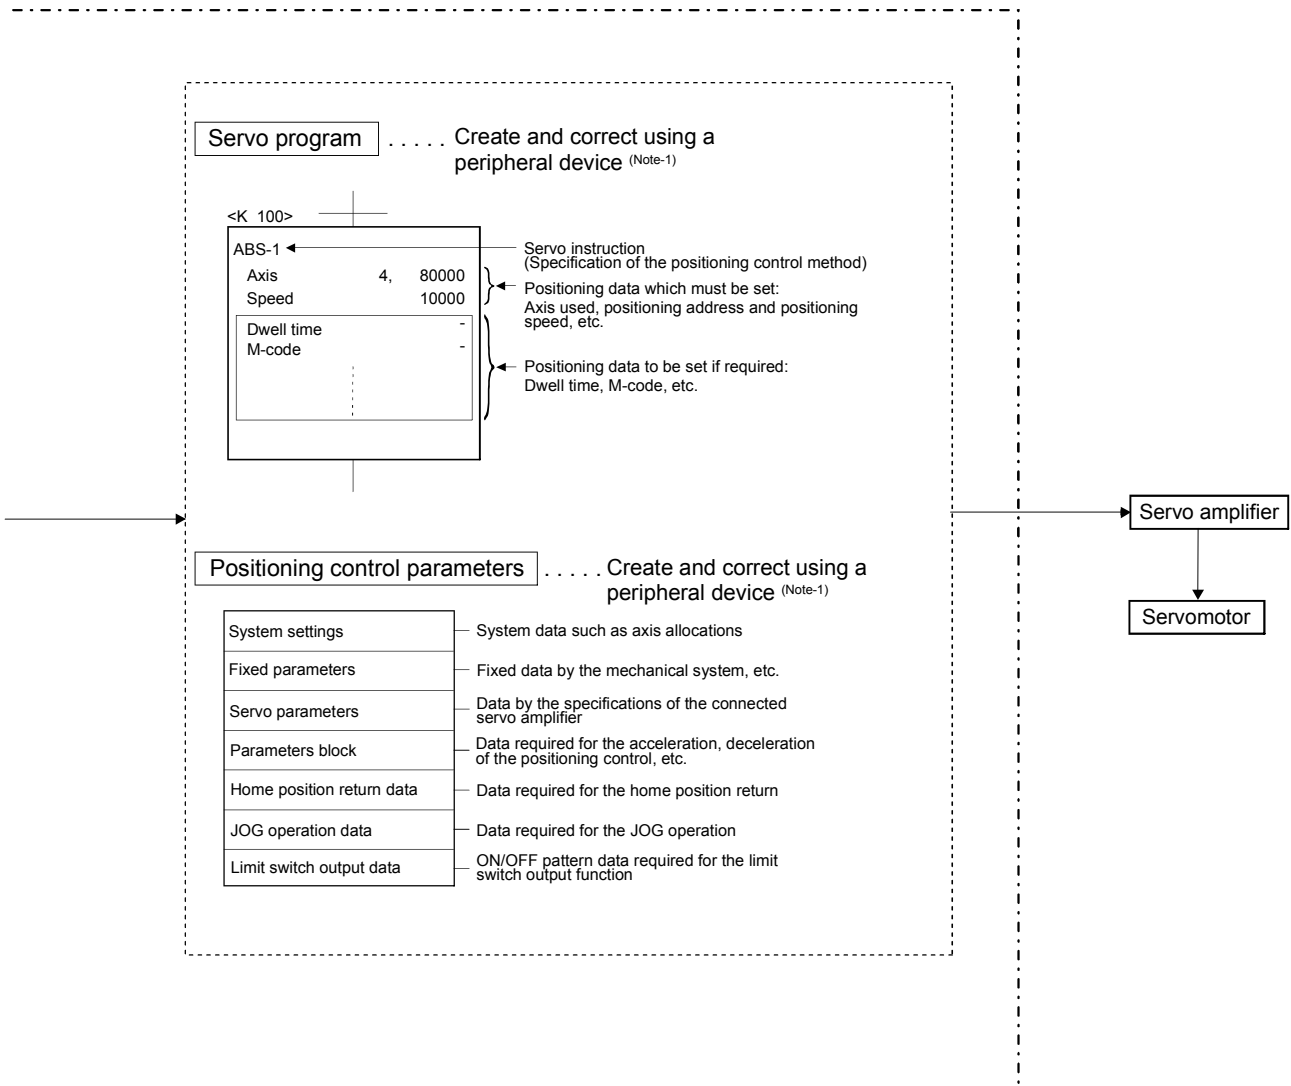 Servo program . . . . . Create and correct using a
peripheral device (Note-1)
<K 100>
ABS-1
Axis 4, 80000
Speed 10000
Dwell time -
M-code -
Servo instruction
(Specification of the positioning control method)
Positioning data which must be set:
Axis used, positioning address and positioning
speed, etc.
Positioning data to be set if required:
Dwell time, M-code, etc.
Servo amplifier
Servomotor
Positioning control parameters . . . . . Create and correct using a
peripheral device (Note-1)
System settings
System data such as axis allocations
Fixed parameters
Fixed data by the mechanical system, etc.
Servo parameters
Data by the specifications of the connected
servo amplifier
Parameters block
Data required for the acceleration, deceleration
of the positioning control, etc.
Home position return data
Data required for the home position return
JOG operation data
Data required for the JOG operation
Limit switch output data
ON/OFF pattern data required for the limit
switch output function